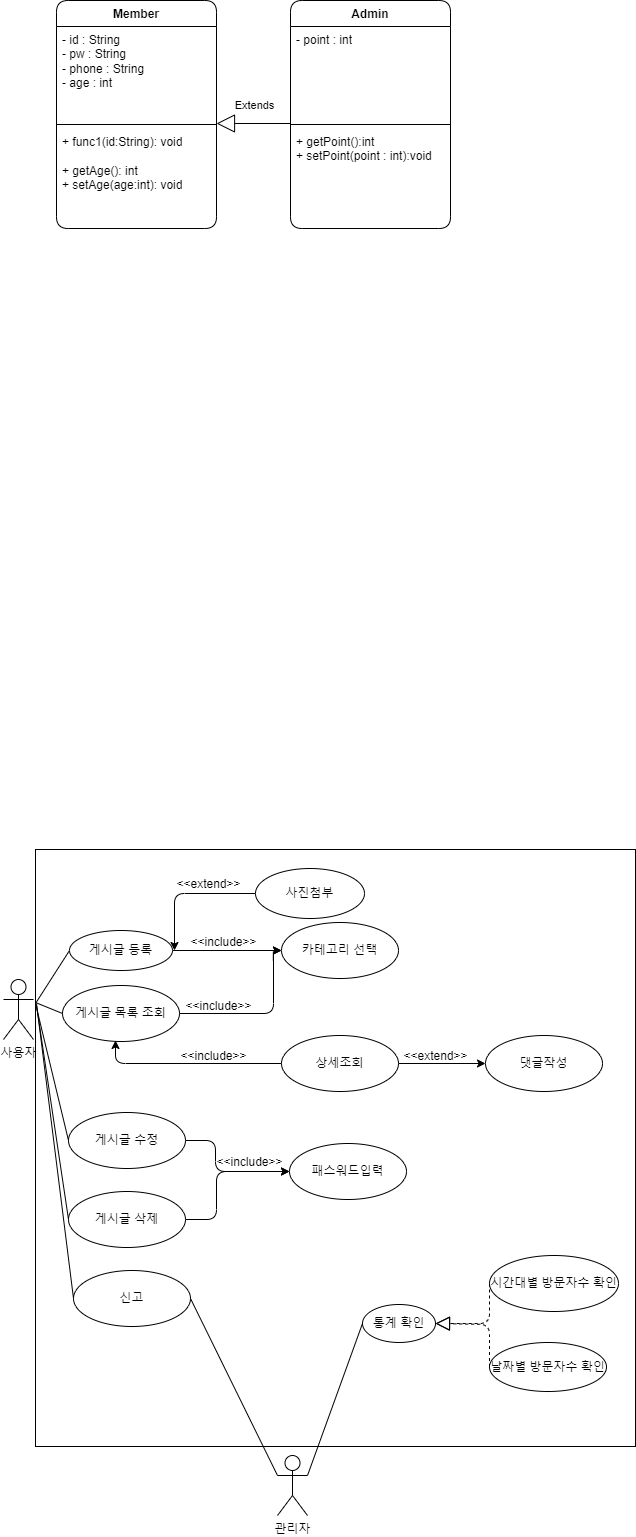 Member
- id : String
- pw : String
- phone : String
- age : int
+ func1(id:String): void
+ getAge(): int
+ setAge(age:int): void
Extends
Admin
- point : int
+ getPoint():int
+ setPoint(point : int):void
<<extend>>
사진첨부
게시글 등록
<<include>>
카테고리 선택
사용자
게시글 목록 조회
<<include>>
<<include>>
상세조회
<<extend>>
댓글작성
게시글 수정
<<include>>
패스워드입력
게시글 삭제
신고
통계 확인
시간대별 방문자수 확인
날짜별 방문자수 확인
관리자